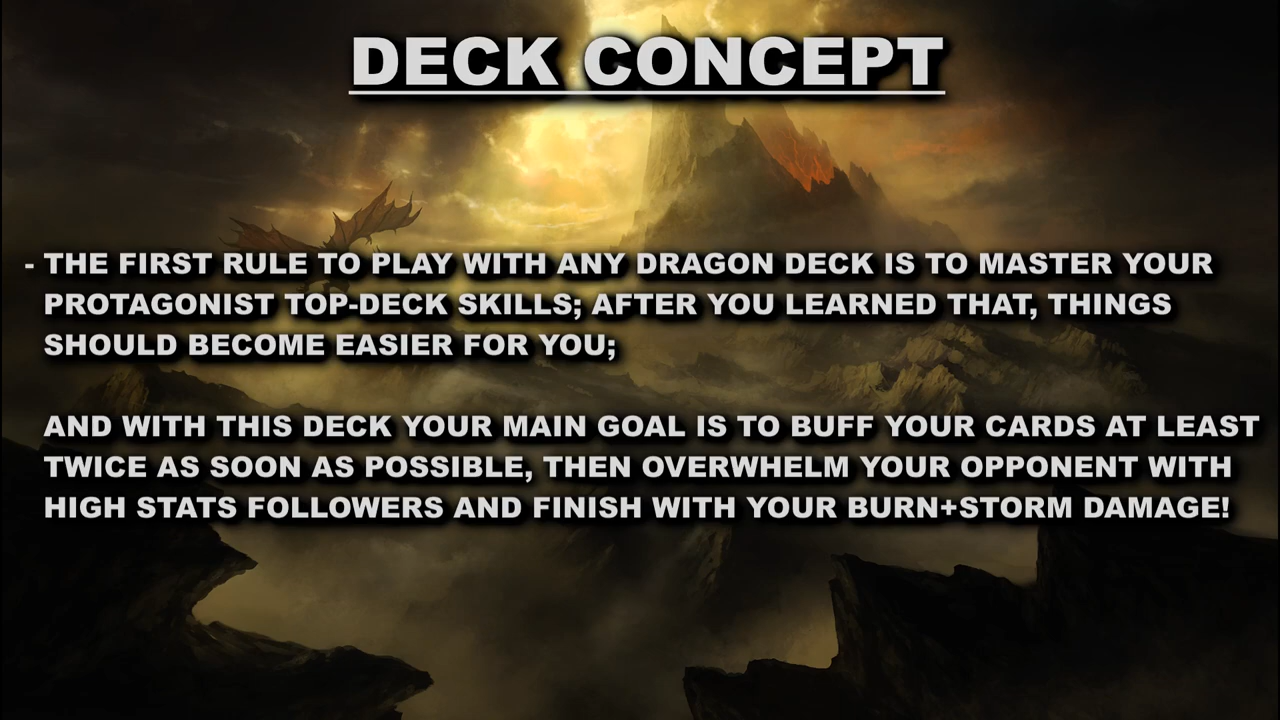 DECK CONCEPT
- THE FIRST RULE TO PLAY WITH ANY DRAGON DECK IS TO MASTER YOUR
PROTAGONIST TOP-DECK SKILLS; AFTER YOU LEARNED THAT, THINGS
SHOULD BECOME EASIER FOR YOU;
AND WITH THIS DECK YOUR MAIN GOAL IS TO BUFF YOUR CARDS AT LEAST
TWICE AS SOON AS POSSIBLE, THEN OVERWHELM YOUR OPPONENT WITH
HIGH STATS FOLLOWERS AND FINISH WITH YOUR BURN+STORM DAMAGE!